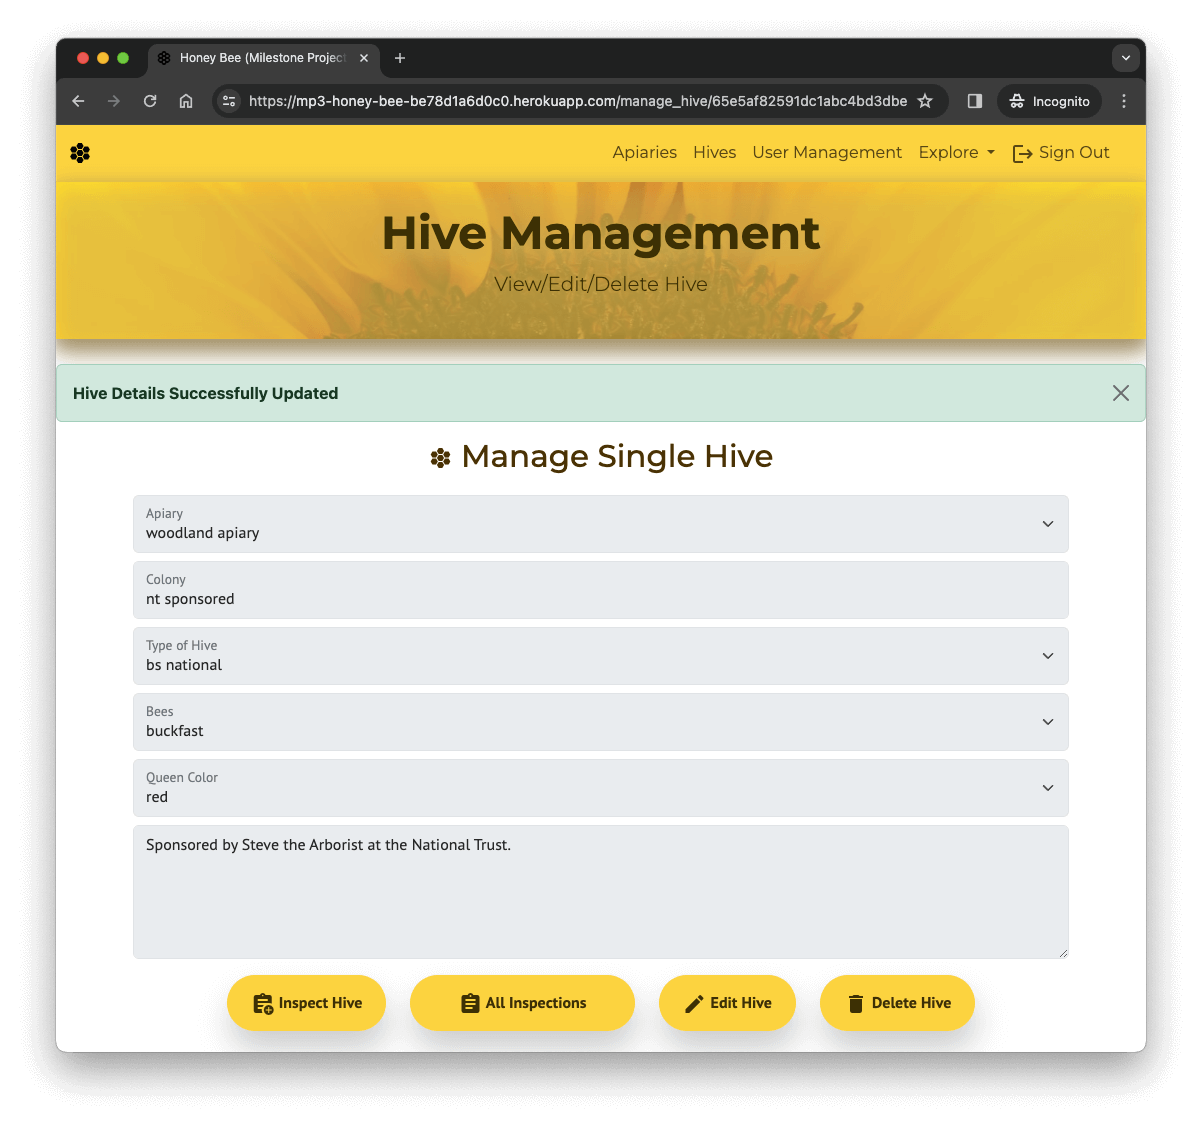 Honey Bee (Milestone Project
https://mp3-honey-bee-be78d1a6d0c0.herokuapp.com/manage_hive/65e5af82591dc1abc4bd3dbe
Incognito
Apiaries Hives User Management Explore Sign Out
Hive Management
View/Edit/Delete Hive
Hive Details Successfully Updated
Manage Single Hive
Apiary
woodland apiary
Colony
nt sponsored
Type of Hive
bs national
Bees
buckfast
Queen Color
red
Sponsored by Steve the Arborist at the National Trust.
Inspect Hive All Inspections Edit Hive Delete Hive